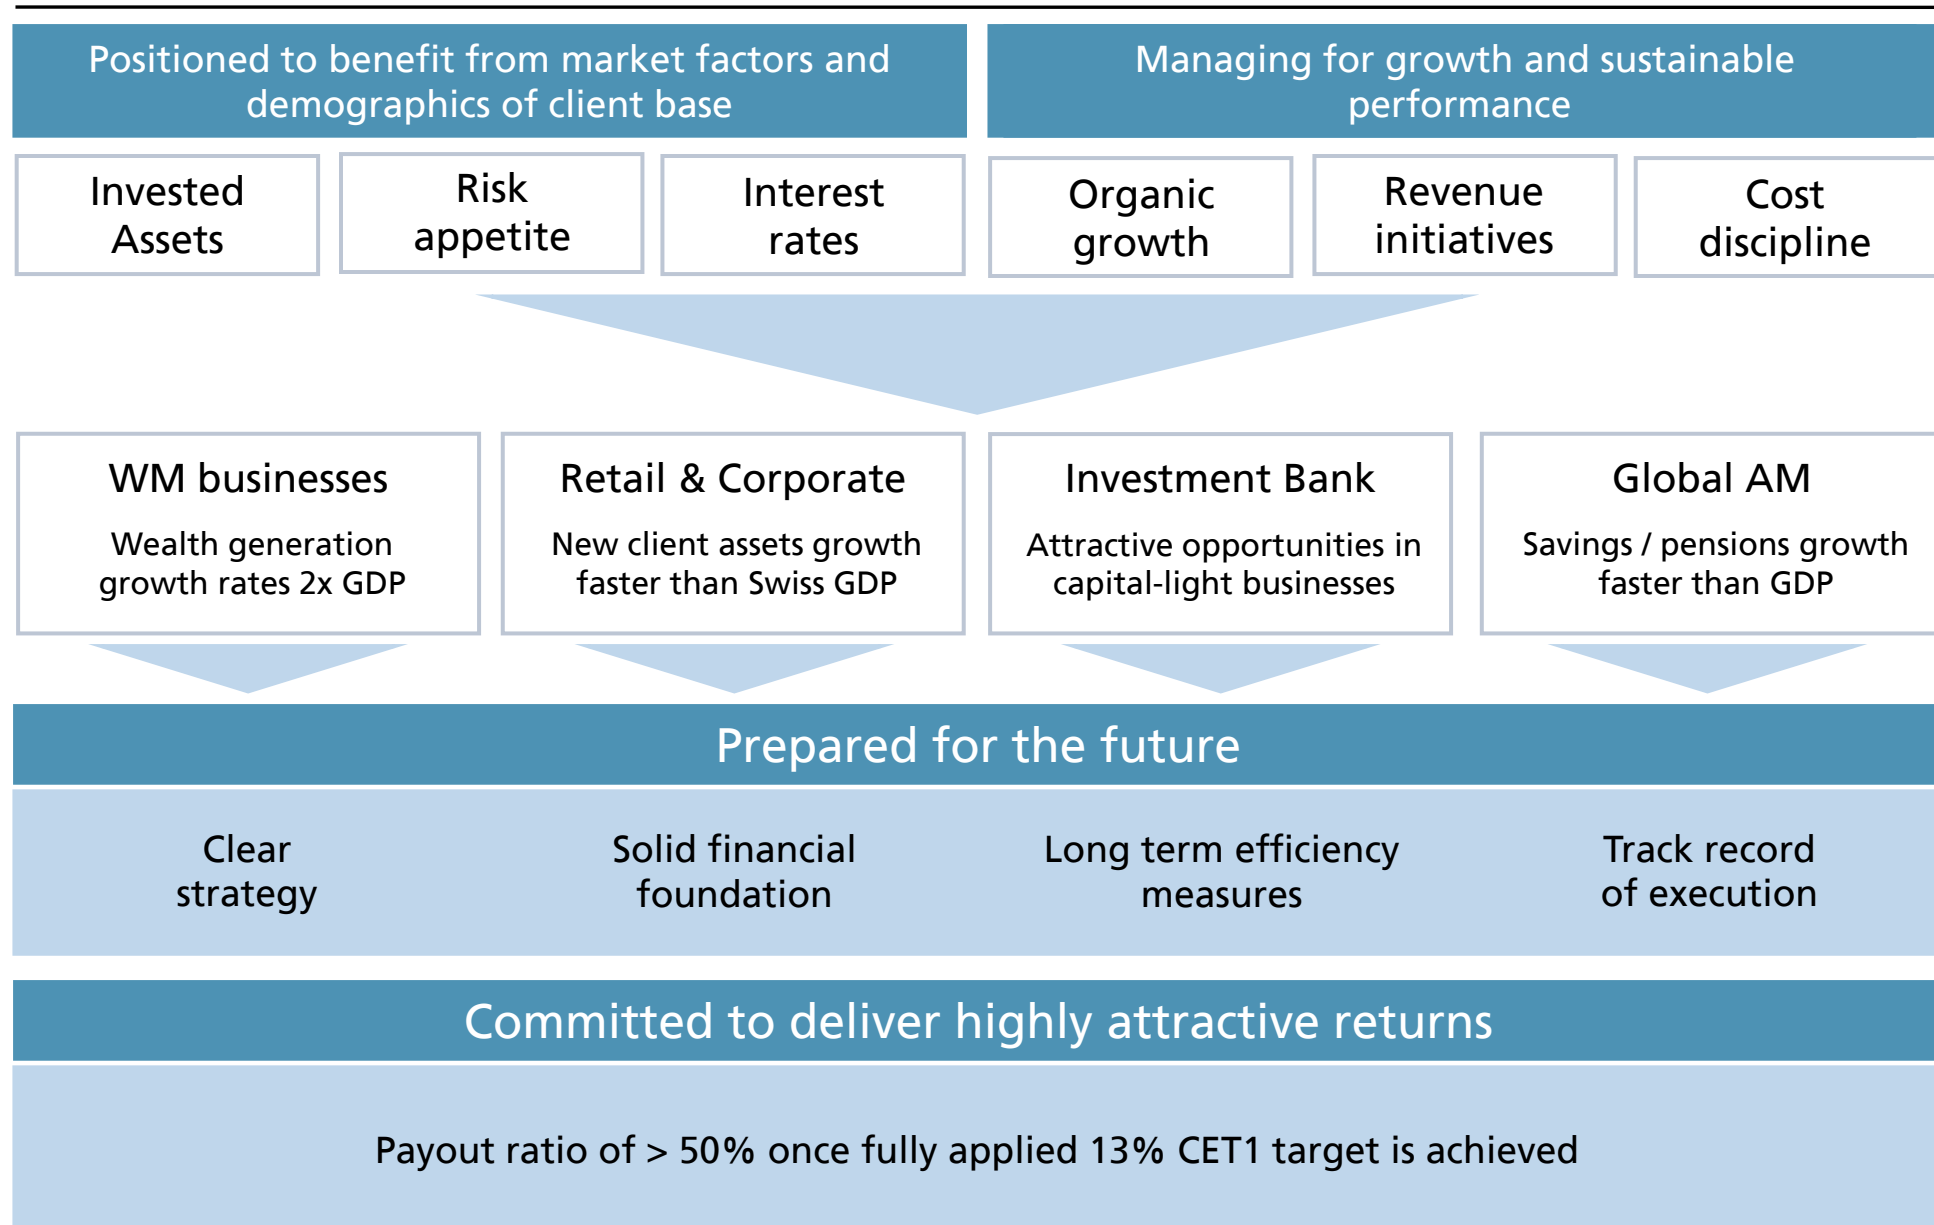 Positioned to benefit from market factors and
demographics of client base
Managing for growth and sustainable
performance
Invested
Assets
Risk
appetite
Interest
rates
Organic
growth
Revenue
initiatives
Cost
discipline
WM businesses
Wealth generation
growth rates 2x GDP
Retail & Corporate
New client assets growth
faster than Swiss GDP
Investment Bank
Attractive opportunities in
capital-light businesses
Global AM
Savings / pensions growth
faster than GDP
Prepared for the future
Clear
strategy
Solid financial
foundation
Long term efficiency
measures
Track record
of execution
Committed to deliver highly attractive returns
Payout ratio of > 50% once fully applied 13% CET1 target is achieved